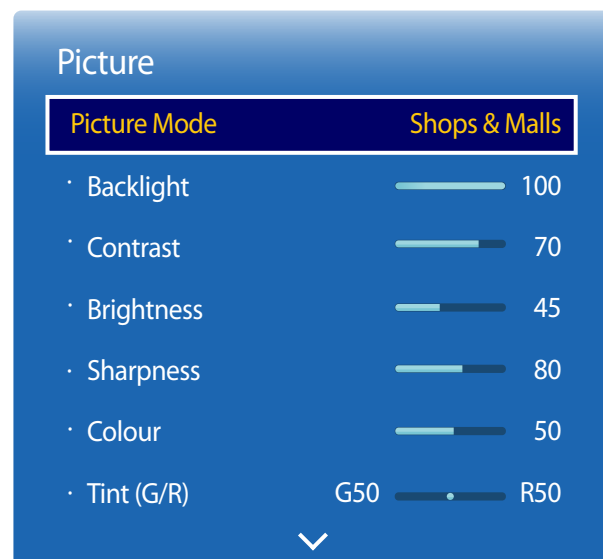 Picture
Picture Mode Shops & Malls
· Backlight 100
· Contrast 70
· Brightness 45
· Sharpness 80
· Colour 50
· Tint (G/R) G50 R50